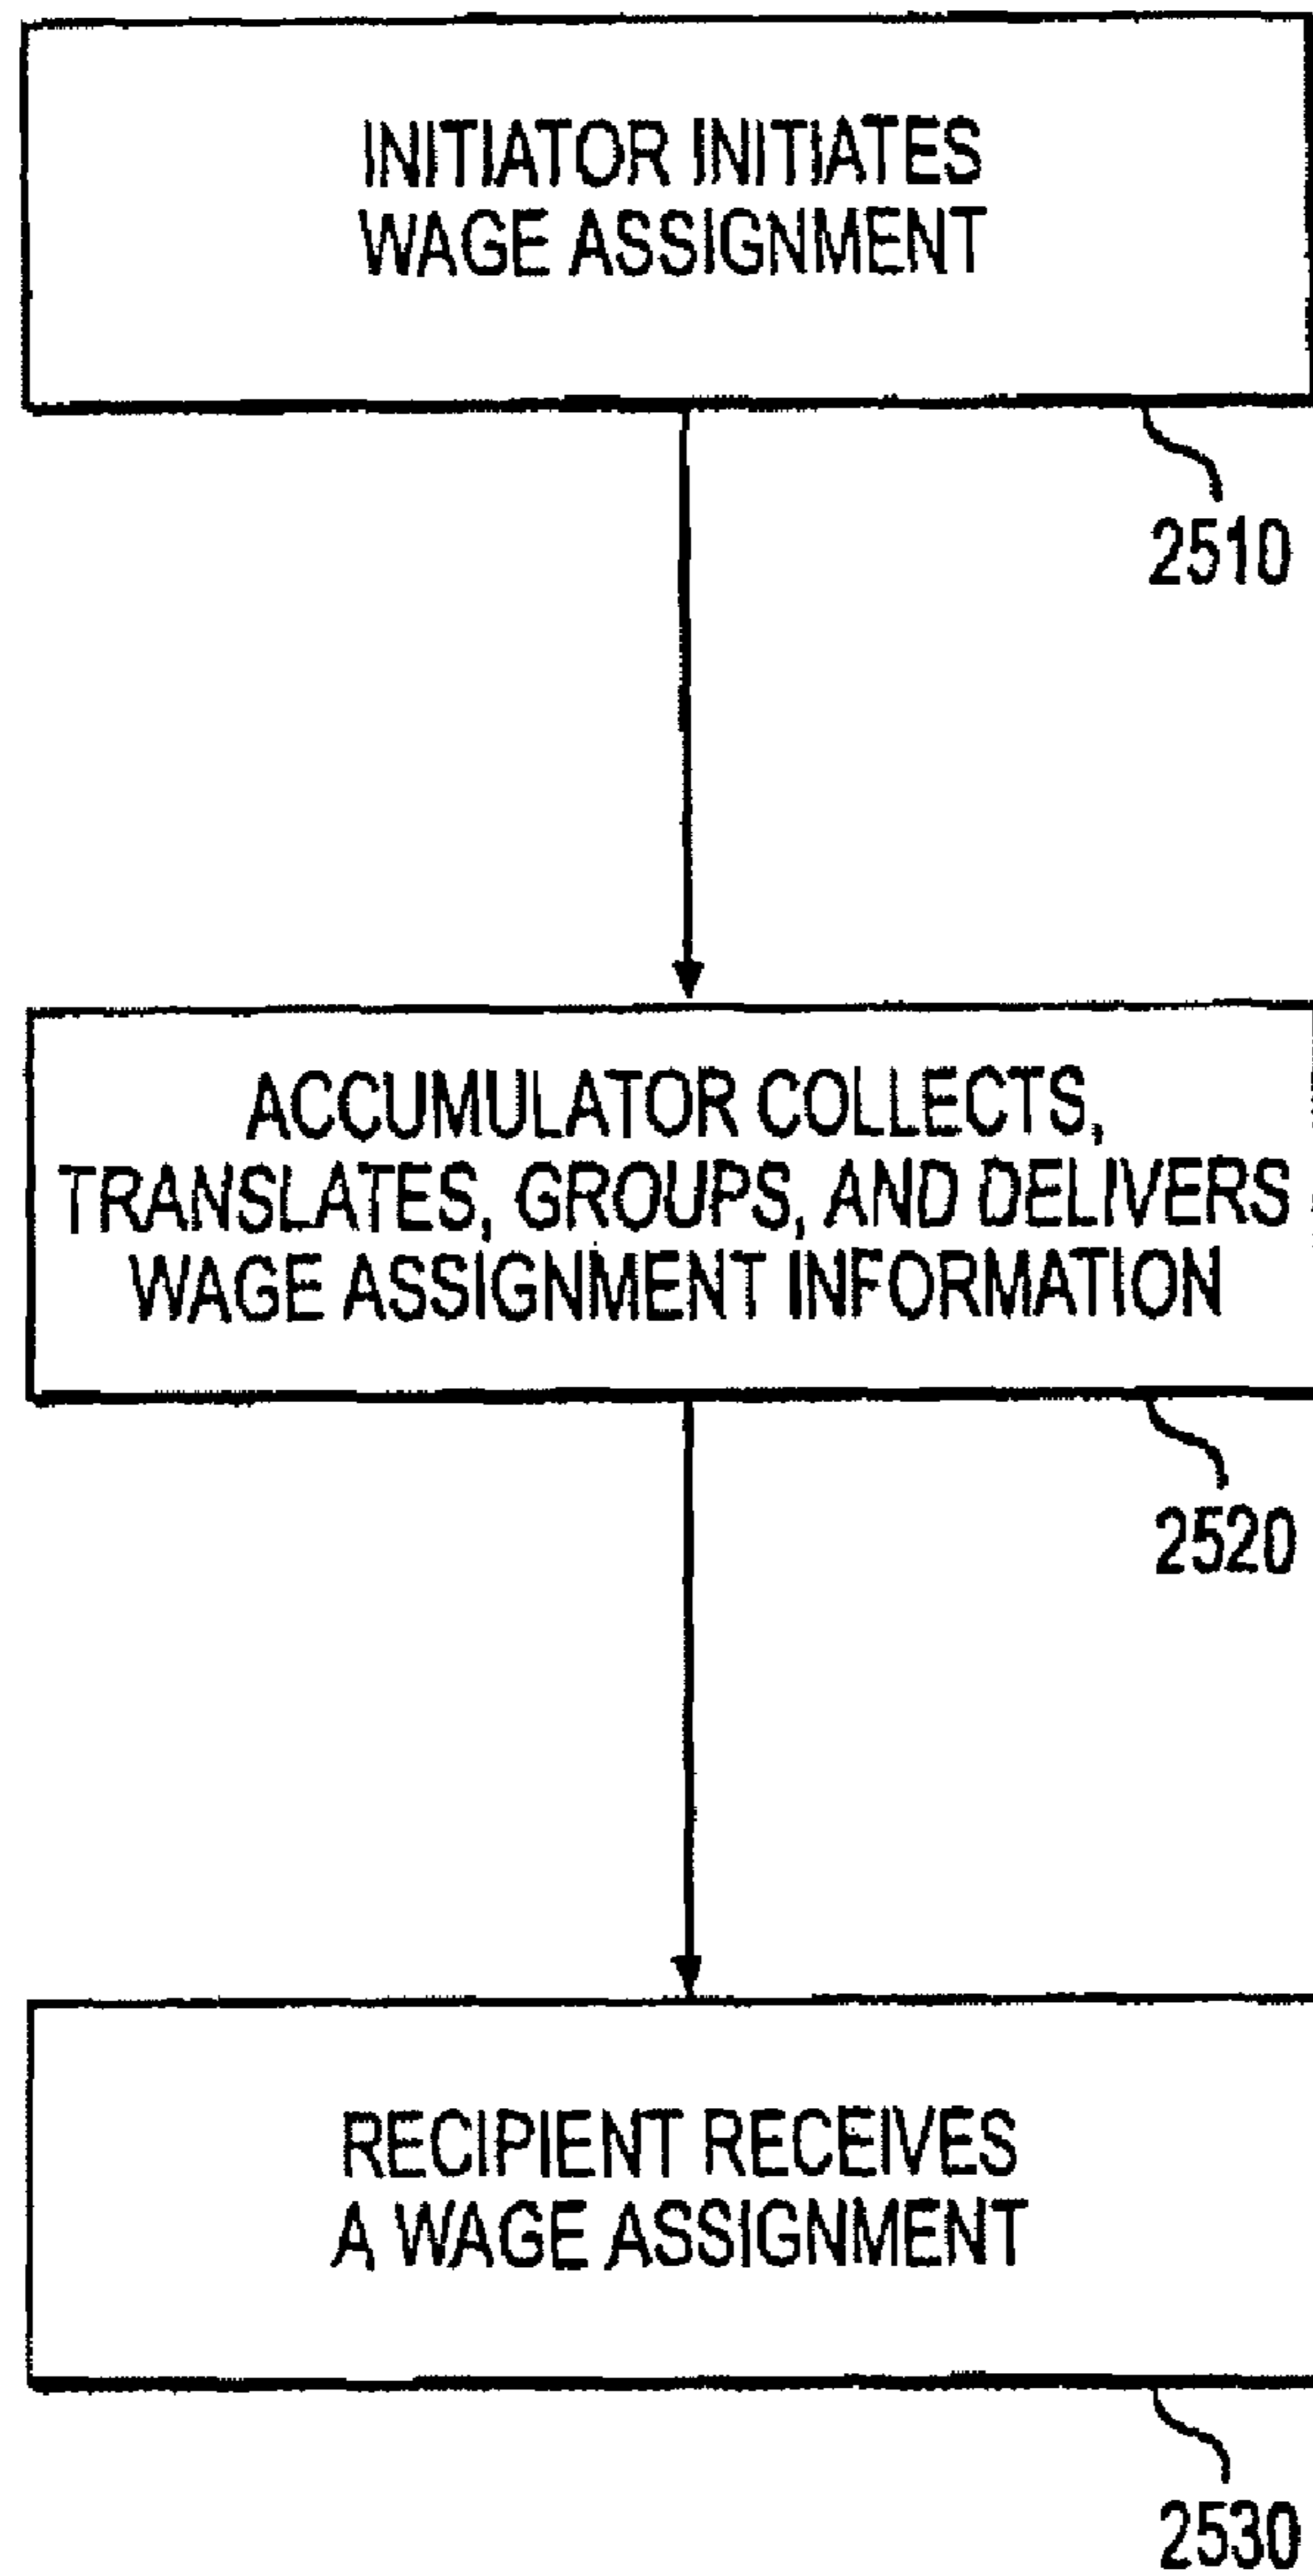 INITIATOR INITIATES
WAGE ASSIGNMENT
2510
ACCUMULATOR COLLECTS,
TRANSLATES, GROUPS, AND DELIVERS
WAGE ASSIGNMENT INFORMATION
2520
RECIPIENT RECEIVES
A WAGE ASSIGNMENT
2530